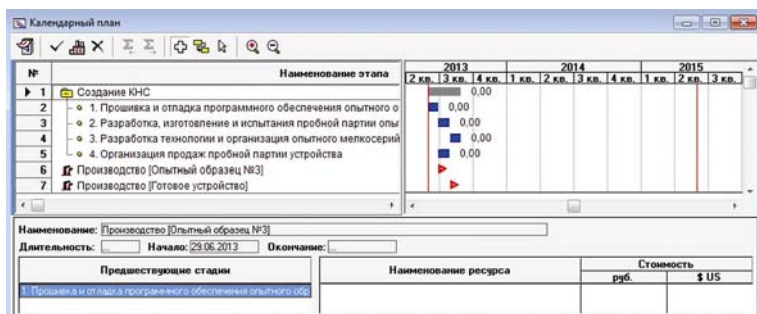 Календарный план
№ Наименование этапа 2013 2014 2015
2 кв. 3 кв. 4 кв. 1 кв. 2 кв. 3 кв. 4 кв. 1 кв. 2 кв. 3 кв.
1 Создание КНС 0,00
2 1. Прошивка и отладка программного обеспечения опытного о 0,00
3 2. Разработка, изготовление и испытания пробной партии опы 0,00
4 3. Разработка технологии и организация опытного мелкосерий 0,00
5 4. Организация продаж пробной партии устройства 0,00
6 Производство [Опытный образец №3]
7 Производство [Готовое устройство]
Наименование: Производство [Опытный образец №3]
Длительность: ... Начало: 29.06.2013 Окончание: ...
Предшествующие стадии Наименование ресурса Стоимость
руб. $ US
1. Прошивка и отладка программного обеспечения опытного обр